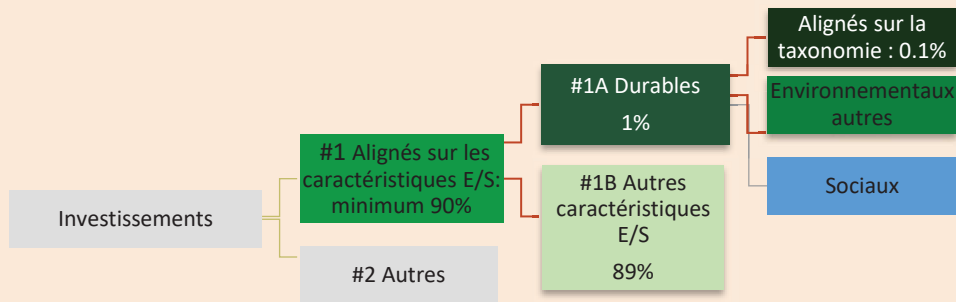 Investissements
#1 Alignés sur les
caractéristiques E/S:
minimum 90%
#2 Autres
#1A Durables
1%
#1B Autres
caractéristiques
E/S
89%
Alignés sur la
taxonomie : 0.1%
Environnementaux
autres
Sociaux